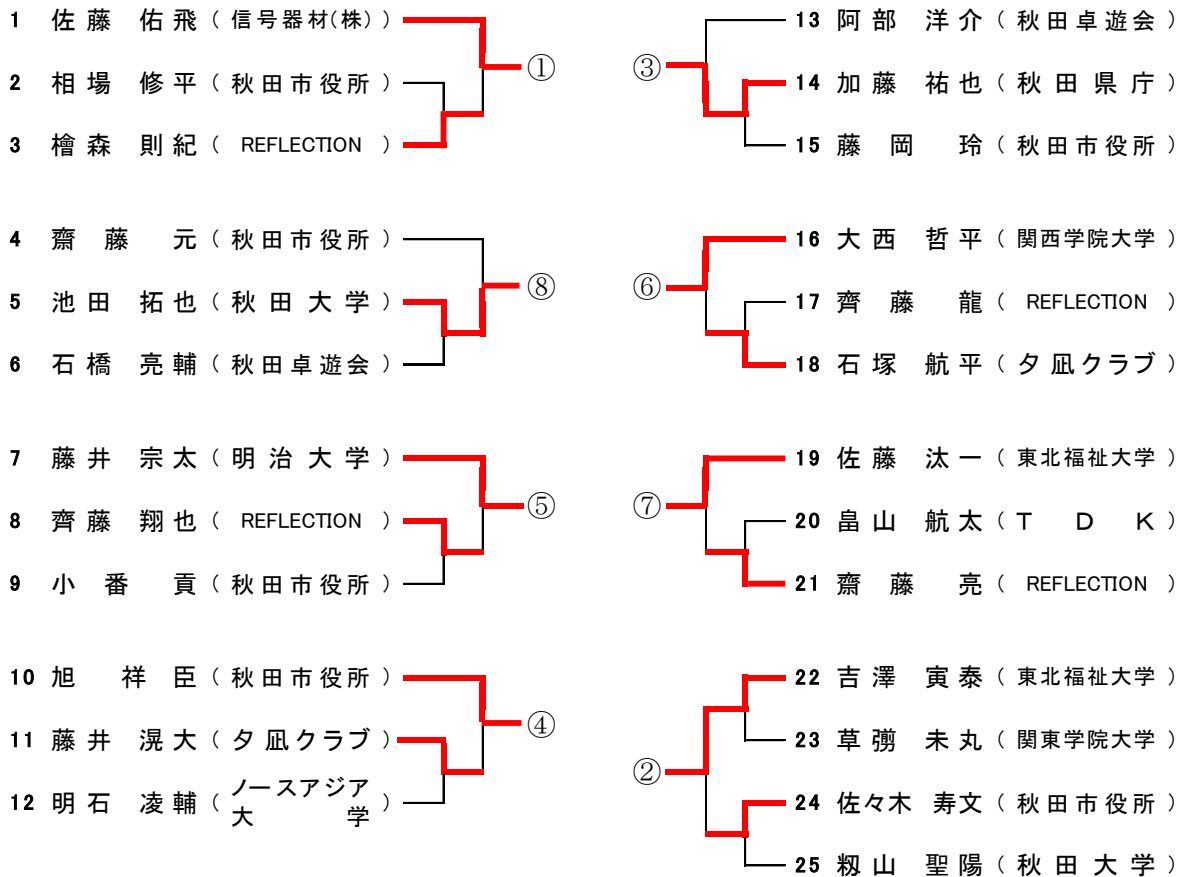 1 佐藤 佑飛 (信号器材(株))
①
2 相場 修平 (秋田市役所)
3 檜森 則紀 (REFLECTION)
4 齋藤 元 (秋田市役所)
⑧
5 池田 拓也 (秋田大学)
6 石橋 亮輔 (秋田卓遊会)
7 藤井 宗太 (明治大学)
⑤
8 齊藤 翔也 (REFLECTION)
9 小番 貢 (秋田市役所)
10 旭 祥臣 (秋田市役所)
④
11 藤井 滉大 (夕凪クラブ)
12 明石 凌輔 (ノースアジア大学)
13 阿部 洋介 (秋田卓遊会)
③
14 加藤 祐也 (秋田県庁)
15 藤岡 玲 (秋田市役所)
16 大西 哲平 (関西学院大学)
⑥
17 齊藤 龍 (REFLECTION)
18 石塚 航平 (夕凪クラブ)
19 佐藤 汰一 (東北福祉大学)
⑦
20 畠山 航太 (TDK)
21 齋藤 亮 (REFLECTION)
22 吉澤 寅泰 (東北福祉大学)
23 草彅 未丸 (関東学院大学)
②
24 佐々木 寿文 (秋田市役所)
25 籾山 聖陽 (秋田大学)